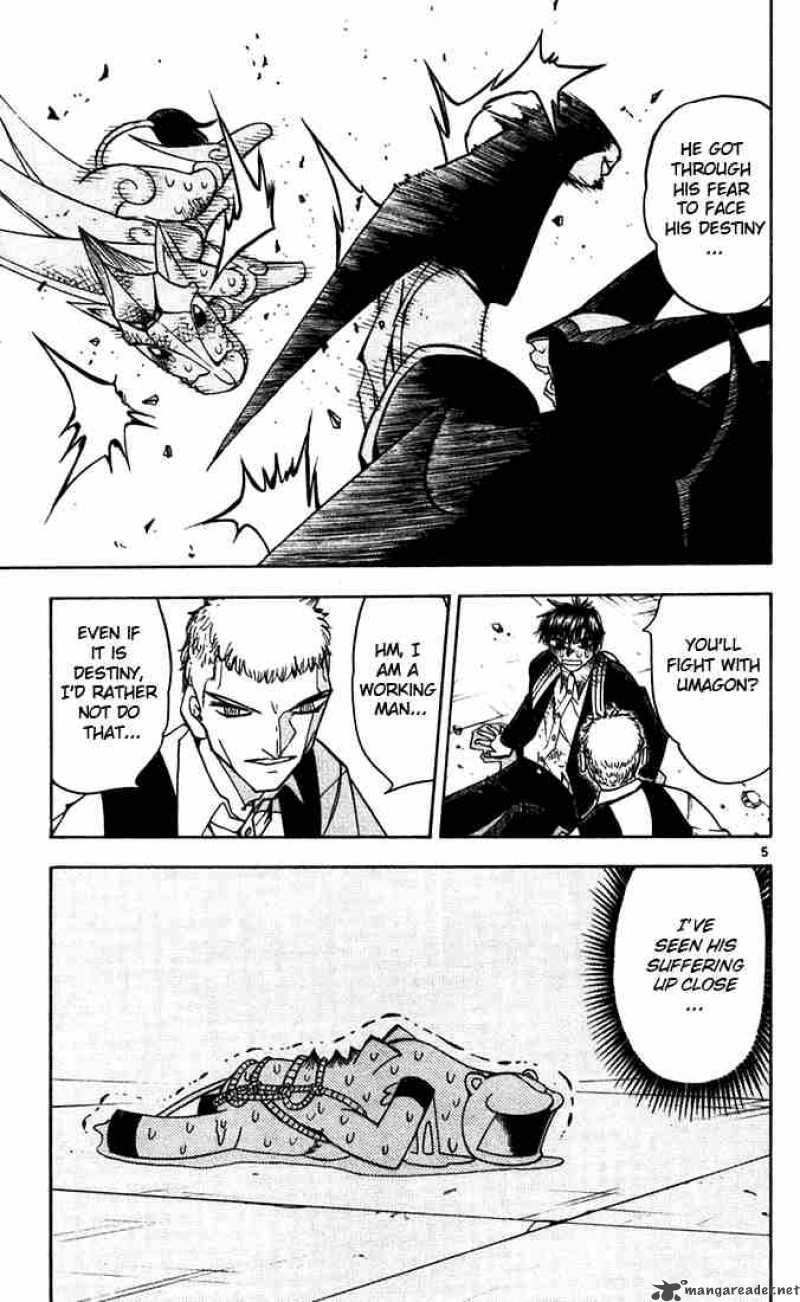 HE GOT
THROUGH
HIS FEAR
TO FACE
HIS DESTINY
...
YOU'LL
FIGHT WITH
UMAGON?
HM, I
AM A
WORKING
MAN...
EVEN IF
IT IS
DESTINY,
I'D RATHER
NOT DO
THAT...
5
I'VE
SEEN HIS
SUFFERING
UP CLOSE
...
mangareader.net